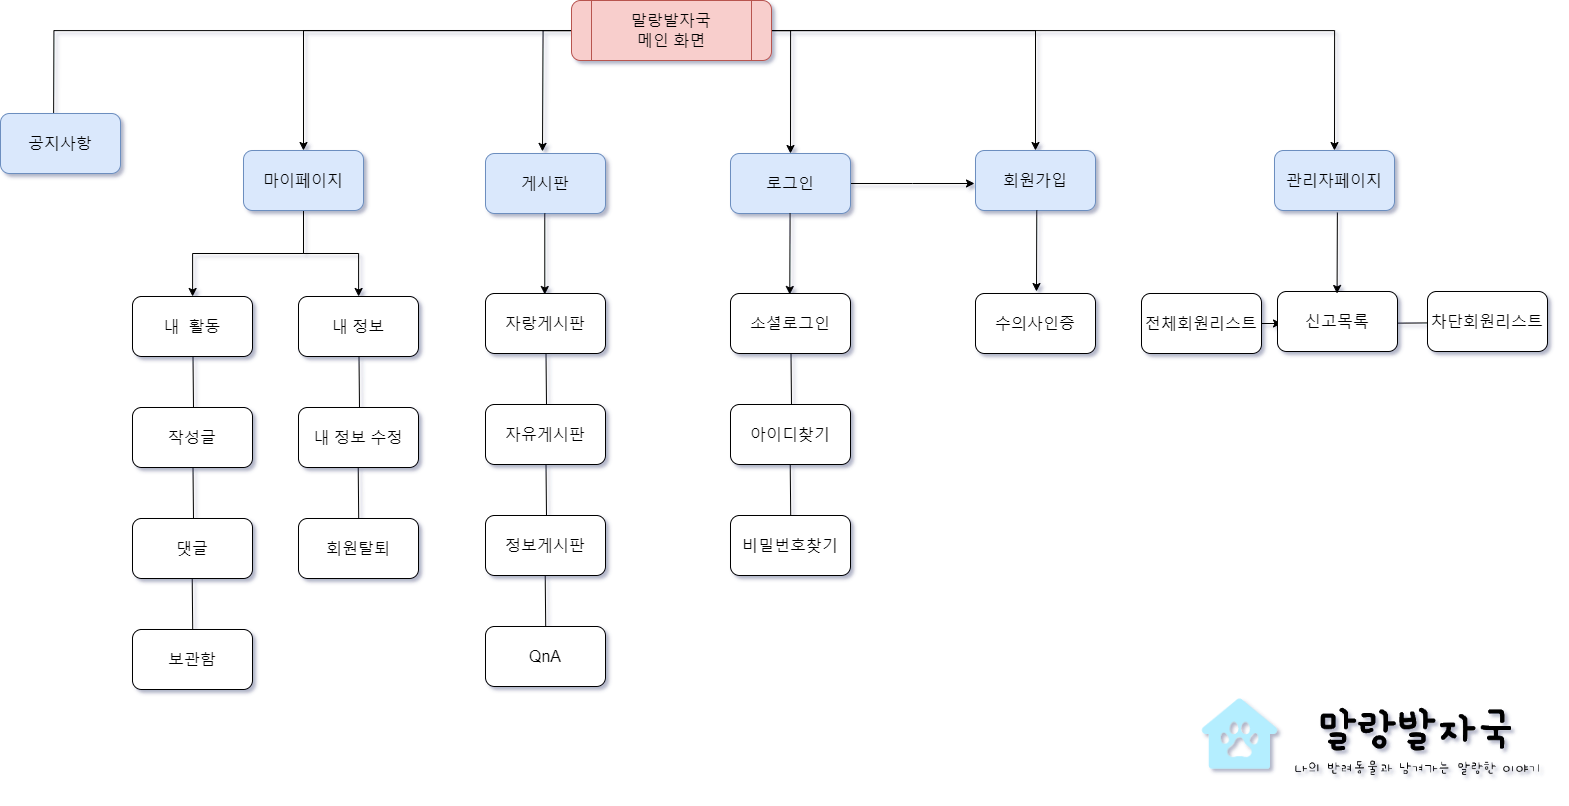 말랑발자국
메인 화면
공지사항
마이페이지
게시판
로그인
회원가입
관리자페이지
내 활동
내 정보
자랑게시판
소셜로그인
수의사인증
전체회원리스트
신고목록
차단회원리스트
작성글
내 정보 수정
자유게시판
아이디찾기
댓글
회원탈퇴
정보게시판
비밀번호찾기
보관함
QnA
말랑발자국
나의 반려동물과 남겨가는 말랑한 이야기